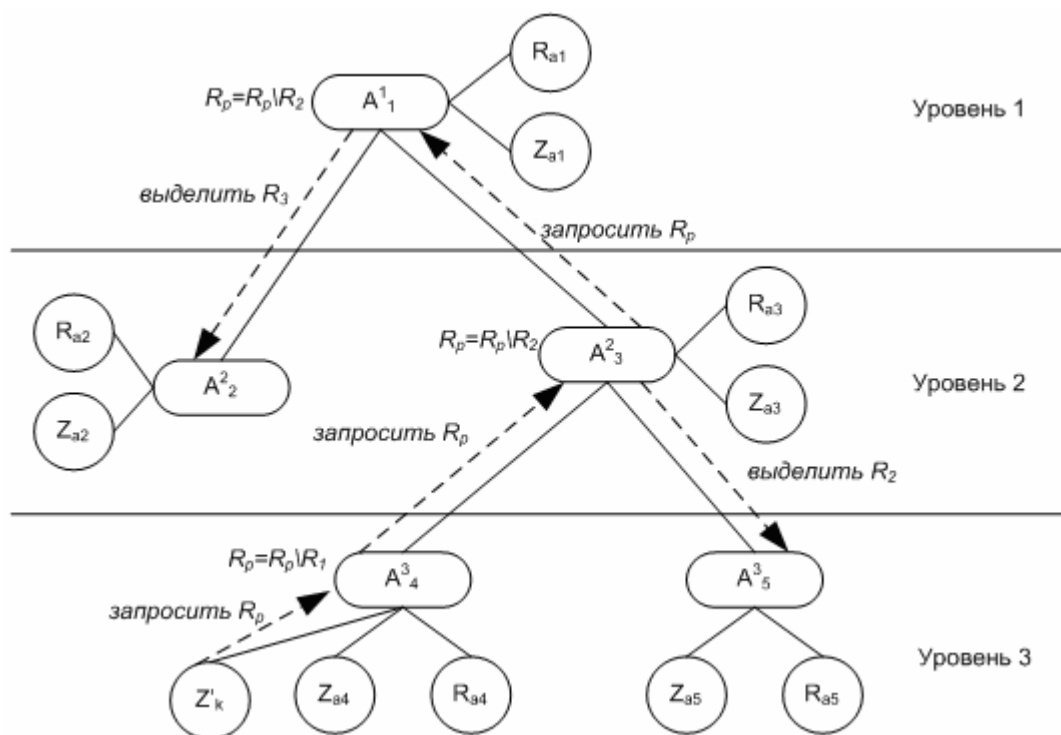 R_a1
R_p=R_p\R_2
A^1_1
Уровень 1
Z_a1
выделить R_3
запросить R_p
R_a3
R_a2
R_p=R_p\R_2
A^2_3
A^2_2
Уровень 2
Z_a3
Z_a2
запросить R_p
выделить R_2
R_p=R_p\R_1
A^3_4
A^3_5
запросить R_p
Уровень 3
Z'_k
Z_a4
R_a4
Z_a5
R_a5